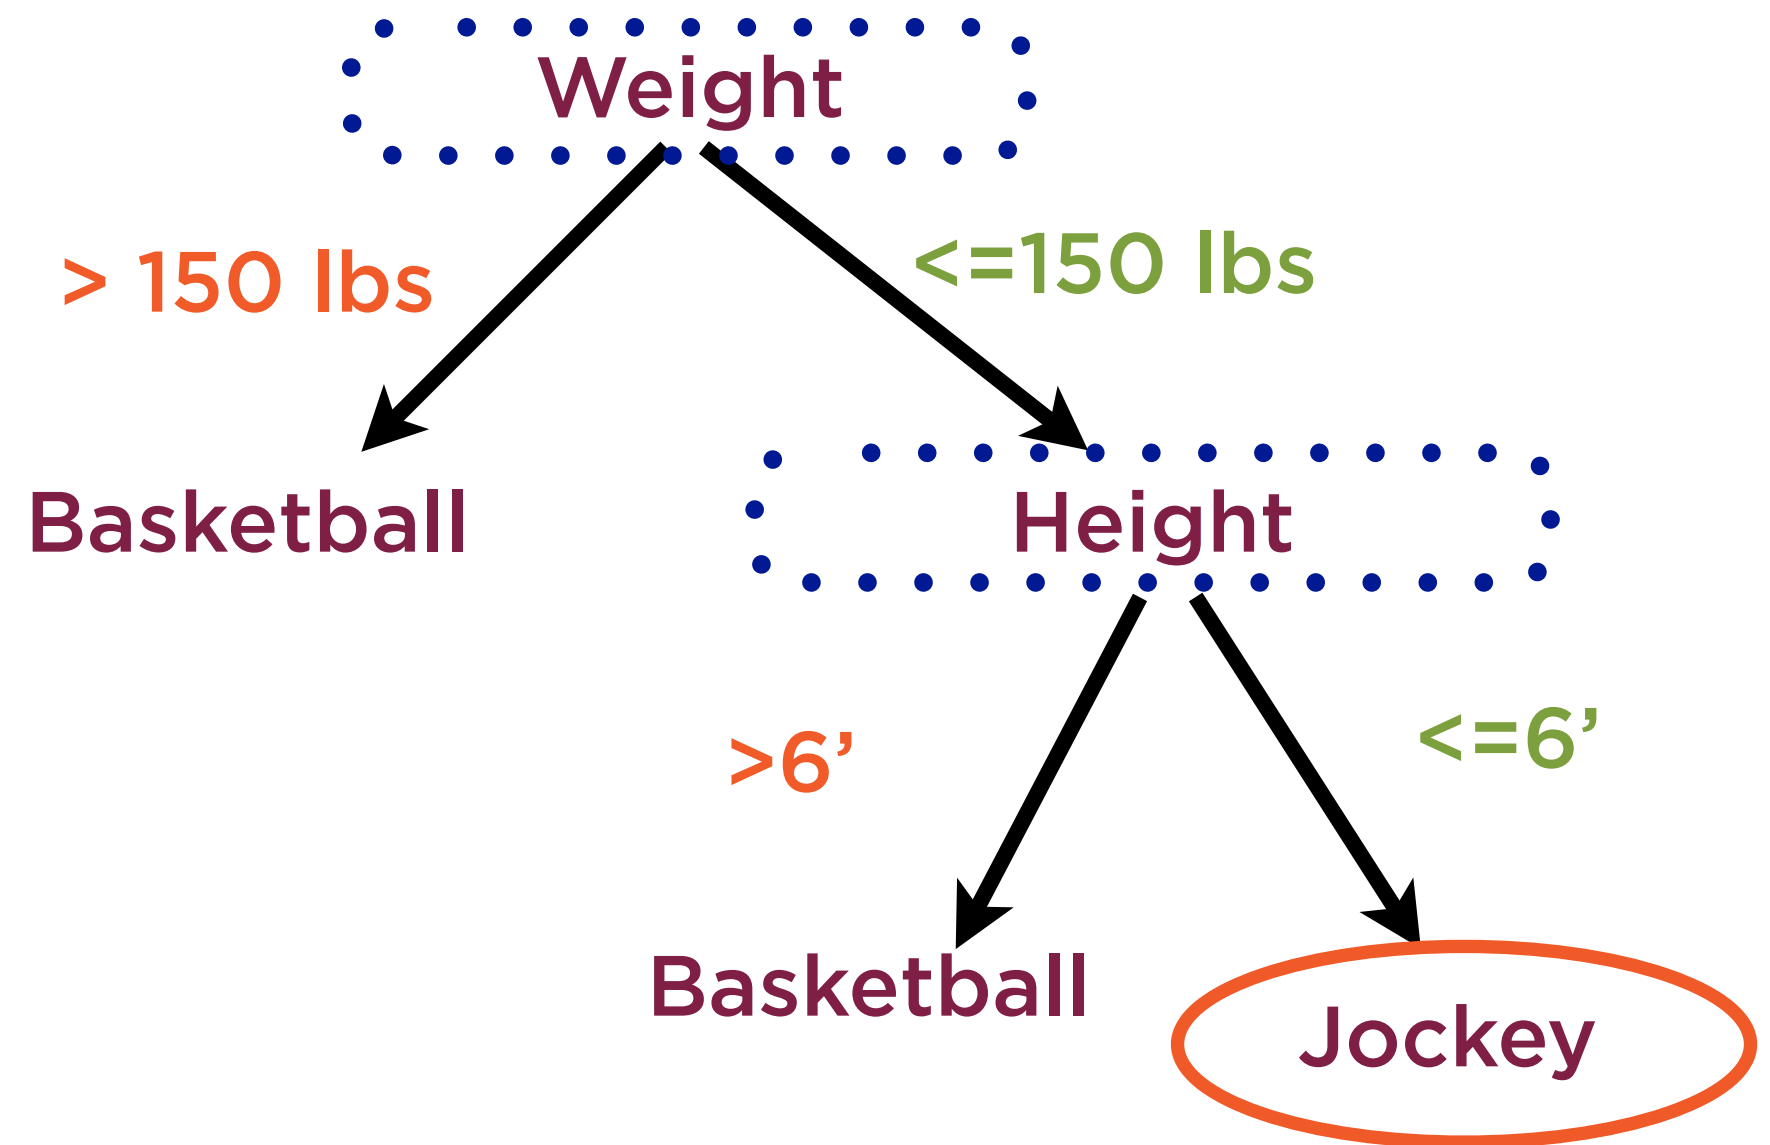 Weight
> 150 lbs
<=150 lbs
Basketball
Height
>6’
<=6’
Basketball
Jockey